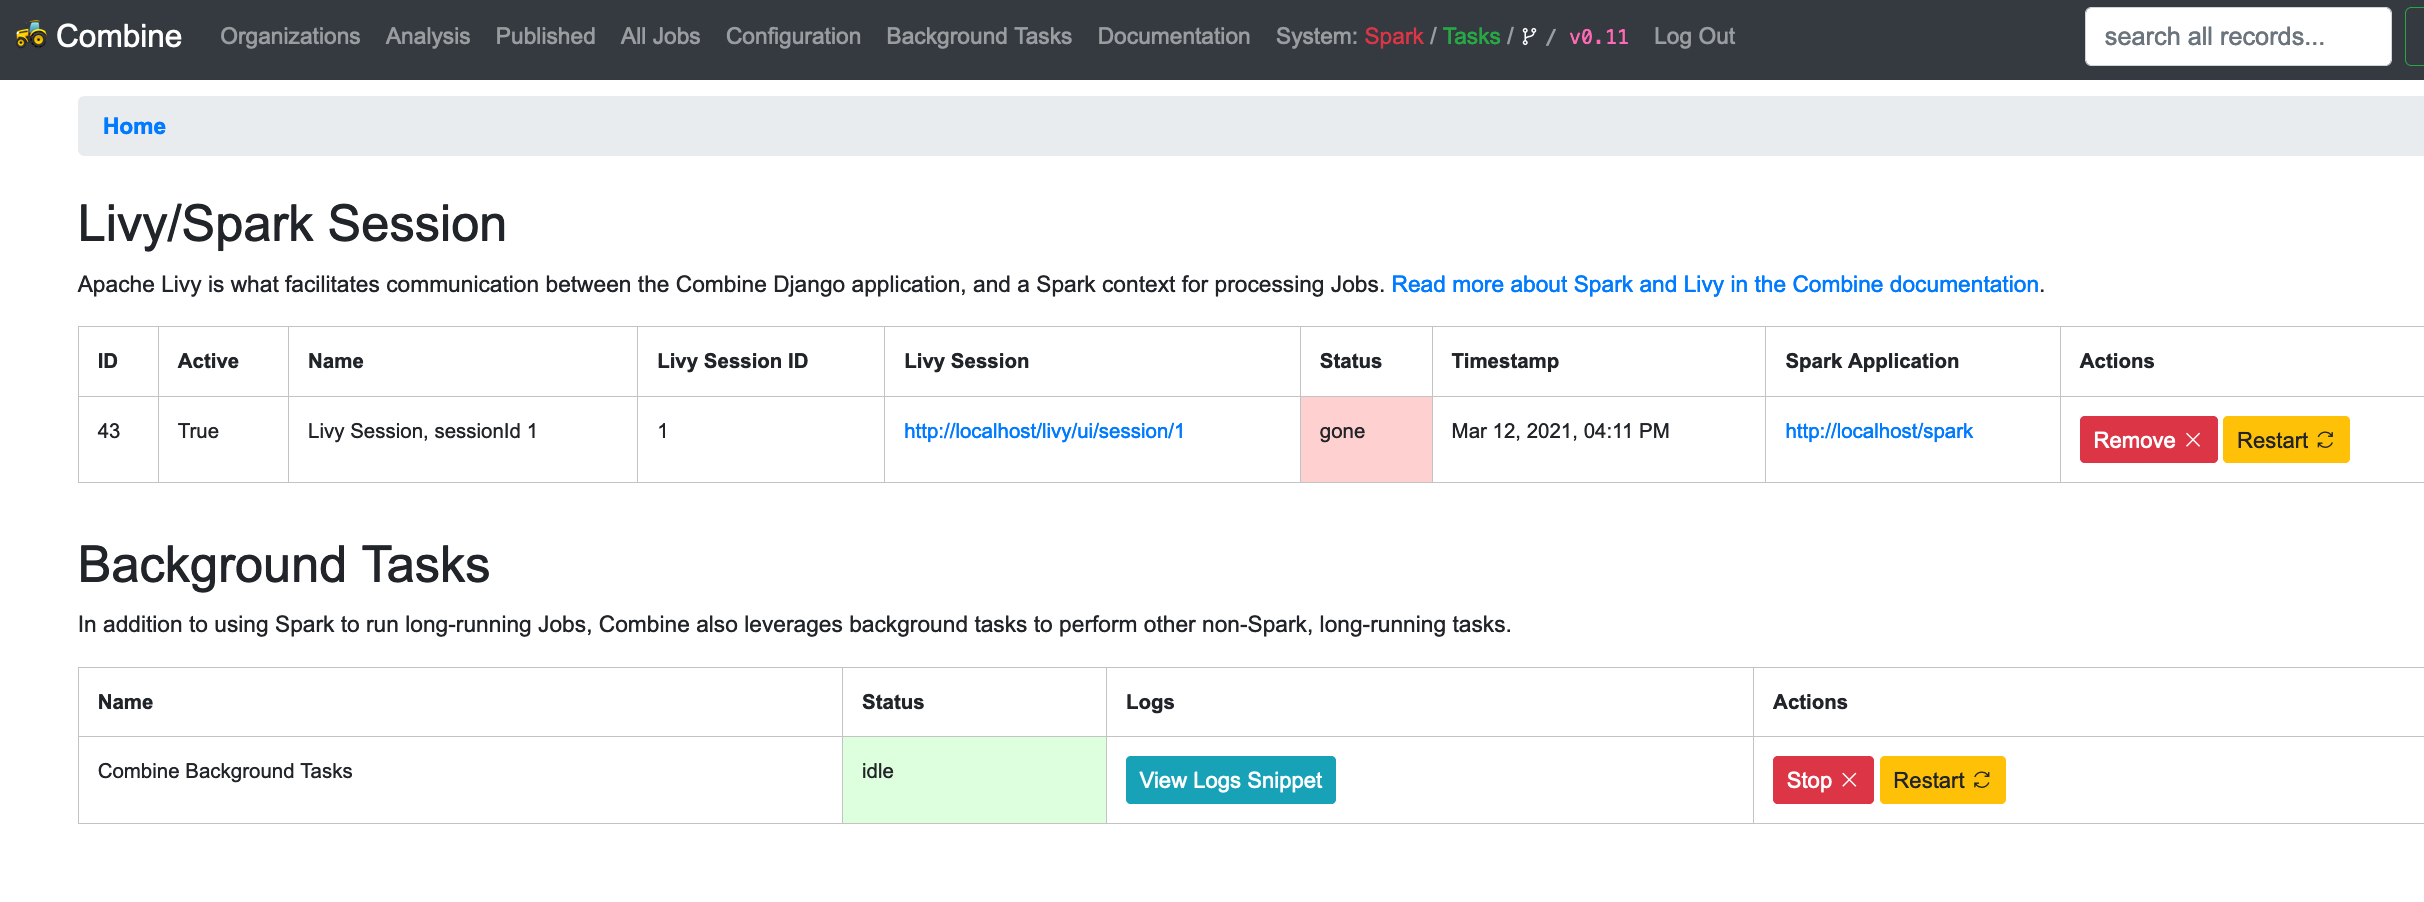 Combine Organizations Analysis Published All Jobs Configuration Background Tasks Documentation System: Spark / Tasks / / v0.11 Log Out search all records...
Home
Livy/Spark Session
Apache Livy is what facilitates communication between the Combine Django application, and a Spark context for processing Jobs. Read more about Spark and Livy in the Combine documentation.
ID Active Name Livy Session ID Livy Session Status Timestamp Spark Application Actions
43 True Livy Session, sessionId 1 1 http://localhost/livy/ui/session/1 gone Mar 12, 2021, 04:11 PM http://localhost/spark Remove Restart
Background Tasks
In addition to using Spark to run long-running Jobs, Combine also leverages background tasks to perform other non-Spark, long-running tasks.
Name Status Logs Actions
Combine Background Tasks idle View Logs Snippet Stop Restart